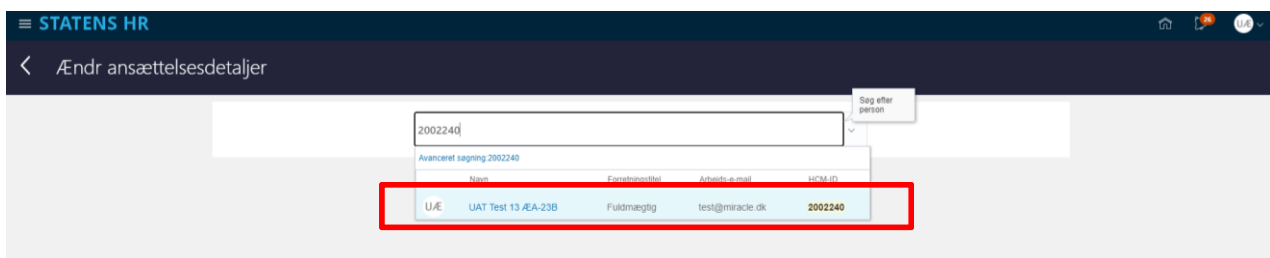 STATENS HR
26
UÆ
Ændr ansættelsesdetaljer
Søg efter
person
2002240
Avanceret søgning:2002240
Navn Forretningstitel Arbejds-e-mail HCM-ID
UÆ UAT Test 13 ÆA-23B Fuldmægtig test@miracle.dk 2002240